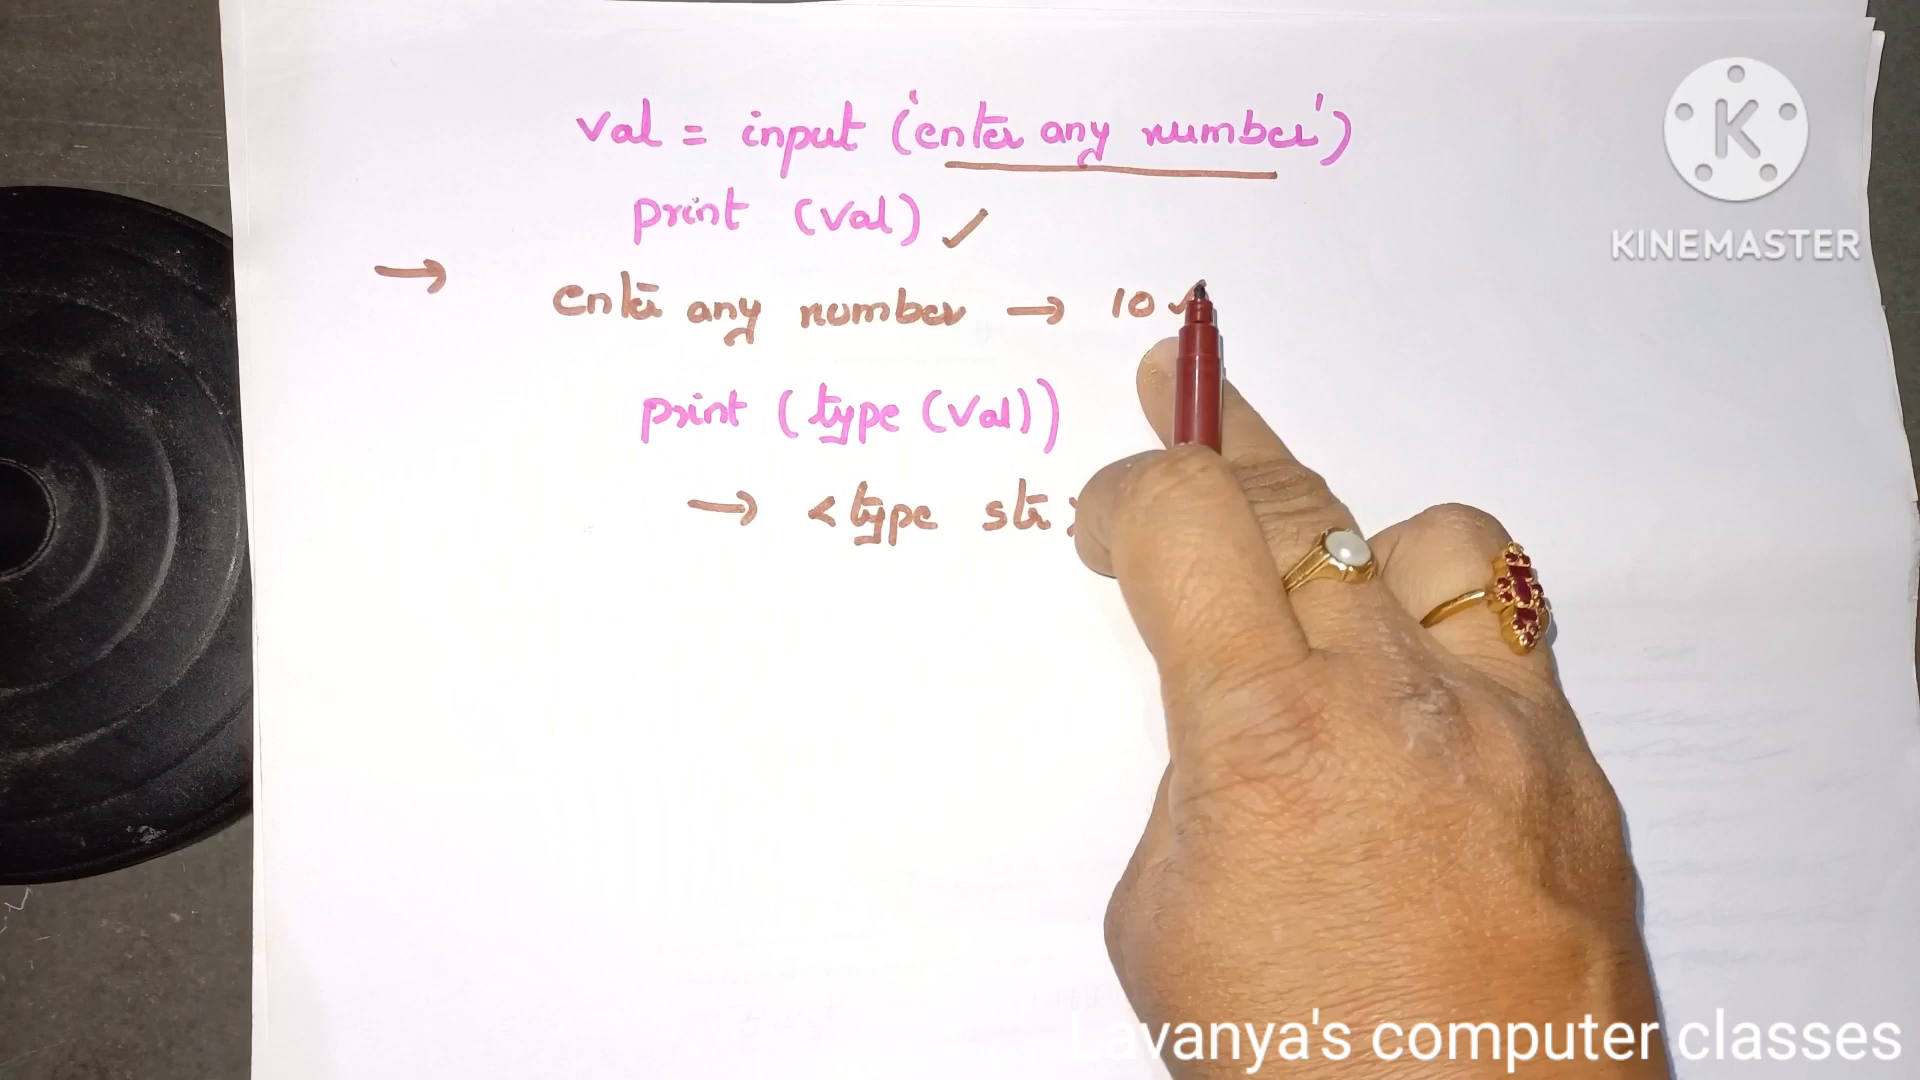 val = input ('enter any number')
print (val) ✓
→
enter any number → 10 ✓
print (type (val))
→ <type str>
K
KINEMASTER
Lavanya's computer classes